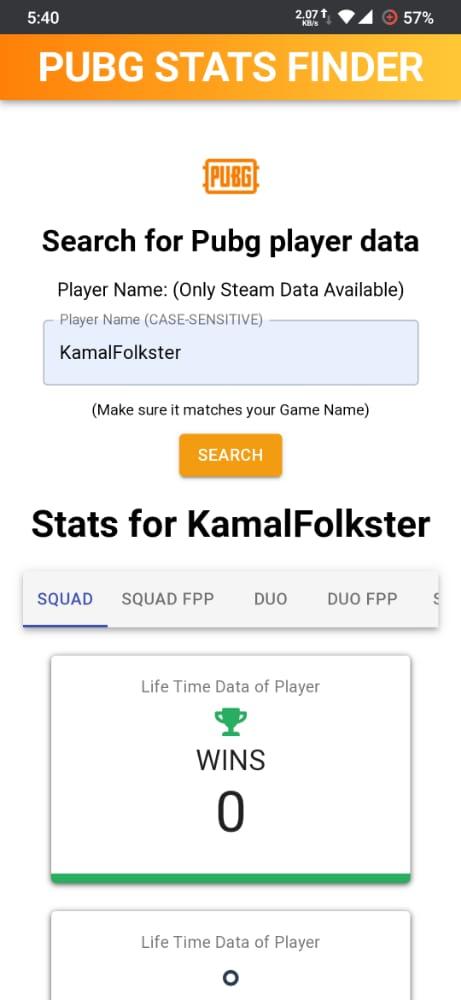 5:40
2.07
KB/s
57%
PUBG STATS FINDER
PUBG
Search for Pubg player data
Player Name: (Only Steam Data Available)
Player Name (CASE-SENSITIVE)
KamalFolkster
(Make sure it matches your Game Name)
SEARCH
Stats for KamalFolkster
SQUAD SQUAD FPP DUO DUO FPP
Life Time Data of Player
WINS
0
Life Time Data of Player